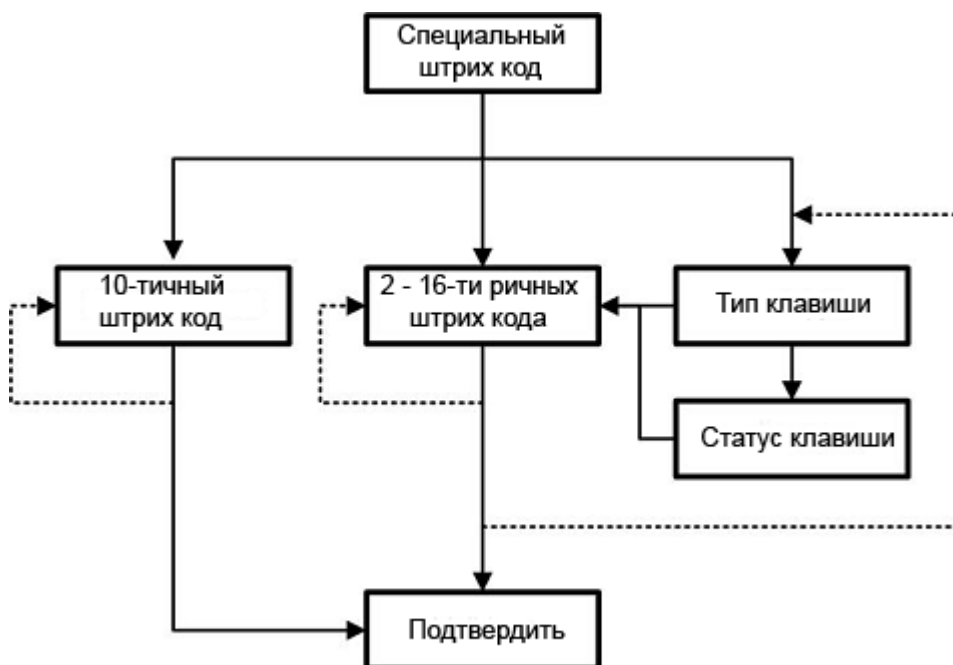 Специальный
штрих код
10-тичный
штрих код
2 - 16-ти ричных
штрих кода
Тип клавиши
Статус клавиши
Подтвердить